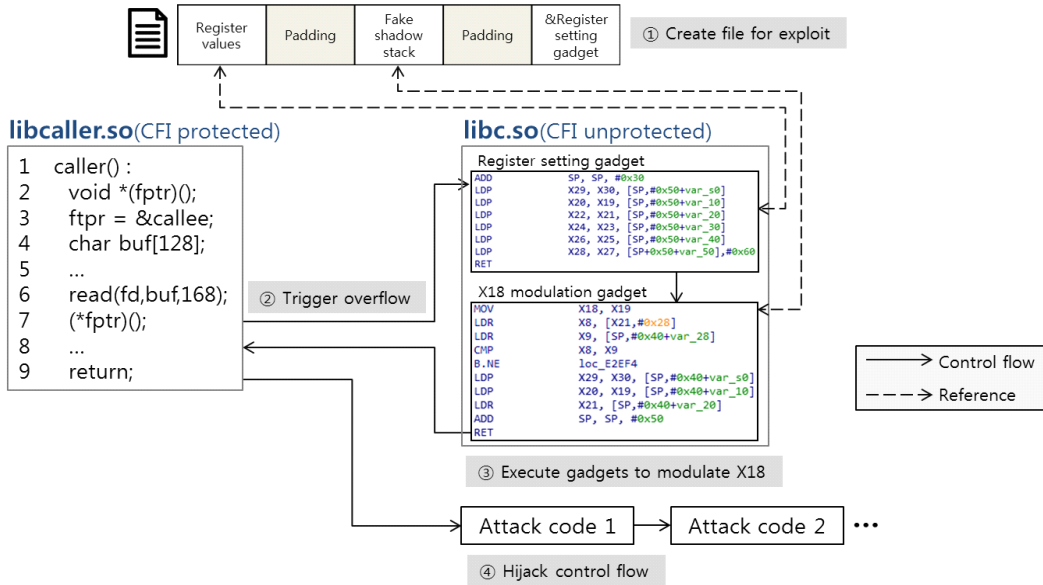 Register values
Padding
Fake shadow stack
Padding
&Register setting gadget
① Create file for exploit
libcaller.so(CFI protected)
1 caller() :
2 void *(fptr)();
3 ftpr = &callee;
4 char buf[128];
5 ...
6 read(fd,buf,168);
7 (*fptr)();
8 ...
9 return;
② Trigger overflow
libc.so(CFI unprotected)
Register setting gadget
ADD SP, SP, #0x30
LDP X29, X30, [SP,#0x50+var_s0]
LDP X20, X19, [SP,#0x50+var_10]
LDP X22, X21, [SP,#0x50+var_20]
LDP X24, X23, [SP,#0x50+var_30]
LDP X26, X25, [SP,#0x50+var_40]
LDP X28, X27, [SP+0x50+var_50],#0x60
RET
X18 modulation gadget
MOV X18, X19
LDR X8, [X21,#0x28]
LDR X9, [SP,#0x40+var_28]
CMP X8, X9
B.NE loc_E2EF4
LDP X29, X30, [SP,#0x40+var_s0]
LDP X20, X19, [SP,#0x40+var_10]
LDR X21, [SP,#0x40+var_20]
ADD SP, SP, #0x50
RET
Control flow
Reference
③ Execute gadgets to modulate X18
Attack code 1
Attack code 2
...
④ Hijack control flow